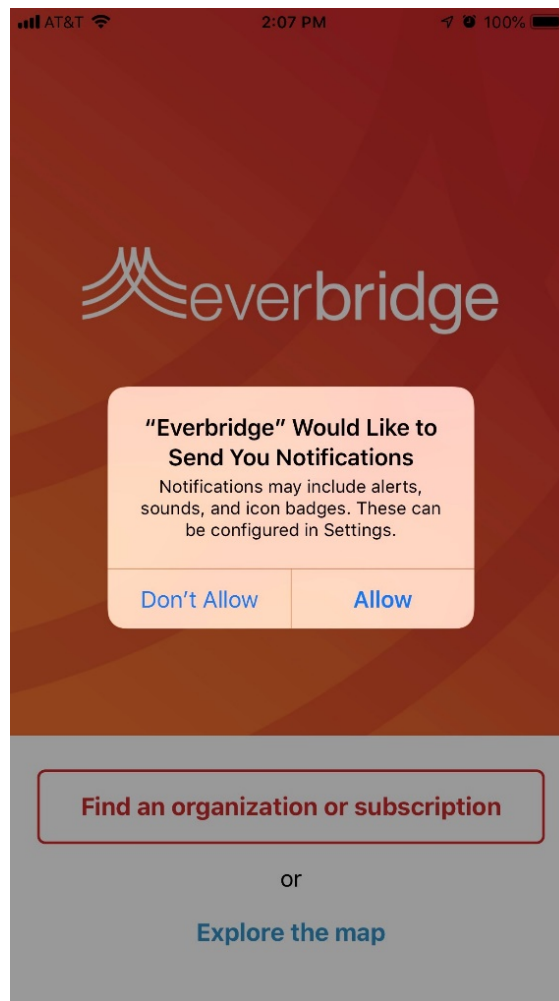 AT&T 2:07 PM 100%
everbridge
“Everbridge” Would Like to
Send You Notifications
Notifications may include alerts,
sounds, and icon badges. These can
be configured in Settings.
Don’t Allow Allow
Find an organization or subscription
or
Explore the map